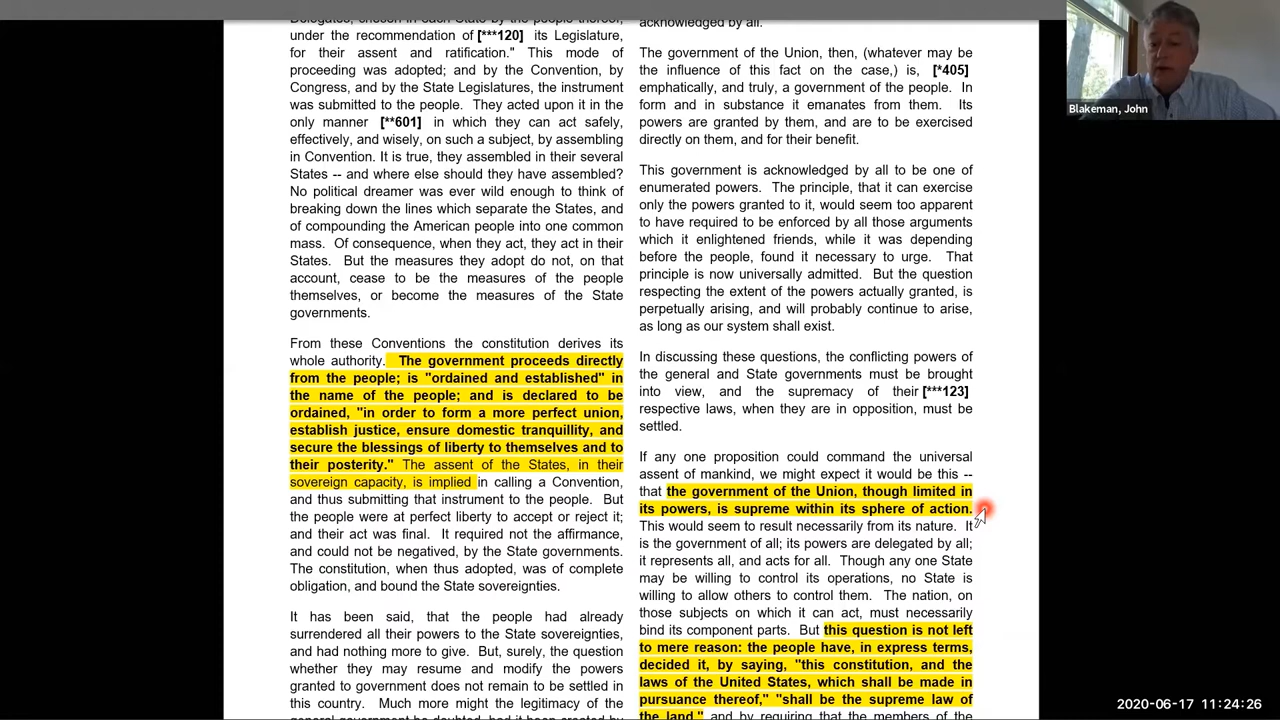 Delegates, chosen in each State by the people thereof,
under the recommendation of [***120] its Legislature,
for their assent and ratification." This mode of
proceeding was adopted; and by the Convention, by
Congress, and by the State Legislatures, the instrument
was submitted to the people. They acted upon it in the
only manner [**601] in which they can act safely,
effectively, and wisely, on such a subject, by assembling
in Convention. It is true, they assembled in their several
States -- and where else should they have assembled?
No political dreamer was ever wild enough to think of
breaking down the lines which separate the States, and
of compounding the American people into one common
mass. Of consequence, when they act, they act in their
States. But the measures they adopt do not, on that
account, cease to be the measures of the people
themselves, or become the measures of the State
governments.
From these Conventions the constitution derives its
whole authority. The government proceeds directly
from the people; is "ordained and established" in
the name of the people; and is declared to be
ordained, "in order to form a more perfect union,
establish justice, ensure domestic tranquillity, and
secure the blessings of liberty to themselves and to
their posterity." The assent of the States, in their
sovereign capacity, is implied in calling a Convention,
and thus submitting that instrument to the people. But
the people were at perfect liberty to accept or reject it;
and their act was final. It required not the affirmance,
and could not be negatived, by the State governments.
The constitution, when thus adopted, was of complete
obligation, and bound the State sovereignties.
It has been said, that the people had already
surrendered all their powers to the State sovereignties,
and had nothing more to give. But, surely, the question
whether they may resume and modify the powers
granted to government does not remain to be settled in
this country. Much more might the legitimacy of the
general government be doubted, had it been created by
acknowledged by all.
The government of the Union, then, (whatever may be
the influence of this fact on the case,) is, [*405]
emphatically, and truly, a government of the people. In
form and in substance it emanates from them. Its
powers are granted by them, and are to be exercised
directly on them, and for their benefit.
This government is acknowledged by all to be one of
enumerated powers. The principle, that it can exercise
only the powers granted to it, would seem too apparent
to have required to be enforced by all those arguments
which it enlightened friends, while it was depending
before the people, found it necessary to urge. That
principle is now universally admitted. But the question
respecting the extent of the powers actually granted, is
perpetually arising, and will probably continue to arise,
as long as our system shall exist.
In discussing these questions, the conflicting powers of
the general and State governments must be brought
into view, and the supremacy of their [***123]
respective laws, when they are in opposition, must be
settled.
If any one proposition could command the universal
assent of mankind, we might expect it would be this --
that the government of the Union, though limited in
its powers, is supreme within its sphere of action.
This would seem to result necessarily from its nature. It
is the government of all; its powers are delegated by all;
it represents all, and acts for all. Though any one State
may be willing to control its operations, no State is
willing to allow others to control them. The nation, on
those subjects on which it can act, must necessarily
bind its component parts. But this question is not left
to mere reason: the people have, in express terms,
decided it, by saying, "this constitution, and the
laws of the United States, which shall be made in
pursuance thereof," "shall be the supreme law of
the land," and by requiring that the members of the
Blakeman, John
2020-06-17 11:24:26